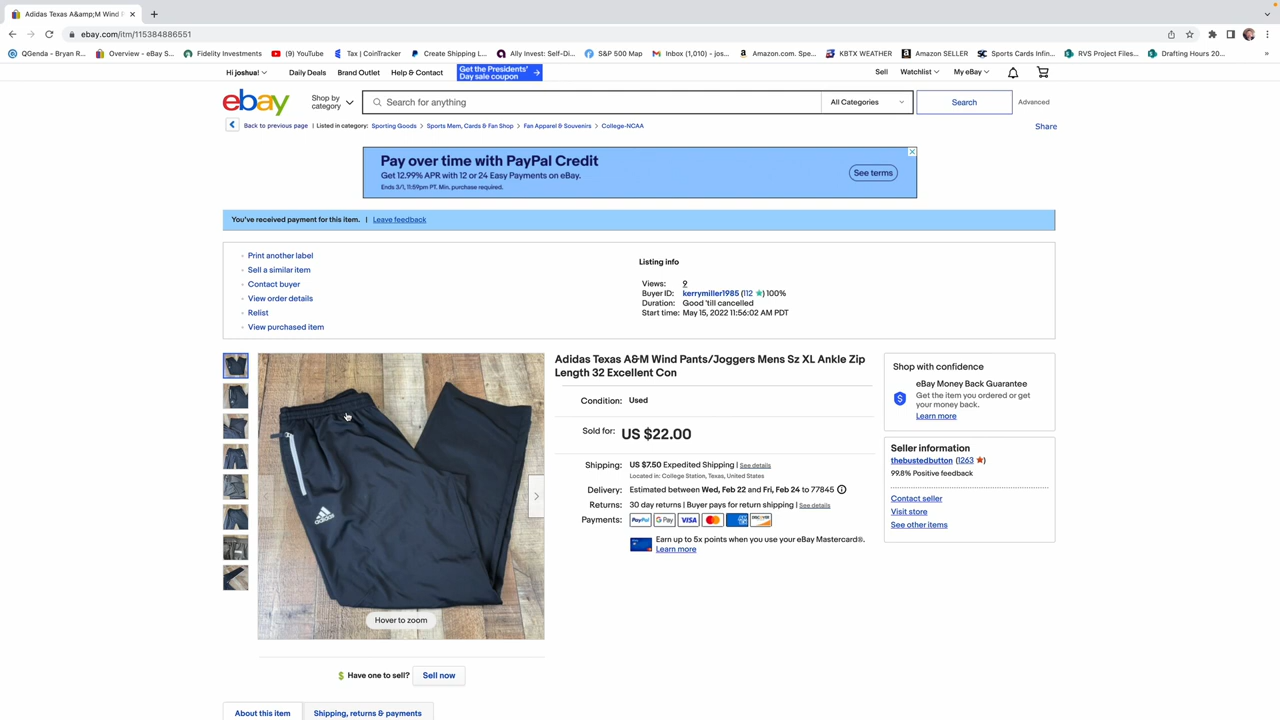 Adidas Texas A&amp;M Wind P
ebay.com/itm/115384886551
QGenda - Bryan R...
Overview - eBay S...
Fidelity Investments
(9) YouTube
Tax | CoinTracker
Create Shipping L...
Ally Invest: Self-Di...
S&P 500 Map
Inbox (1,010) - jos...
Amazon.com. Spe...
KBTX WEATHER
Amazon SELLER
Sports Cards Infin...
RVS Project Files...
Drafting Hours 20...
»
Hi joshua!
Daily Deals
Brand Outlet
Help & Contact
Get the Presidents'
Day sale coupon
Sell
Watchlist
My eBay
ebay
Shop by
category
Search for anything
All Categories
Search
Advanced
Back to previous page | Listed in category: Sporting Goods > Sports Mem, Cards & Fan Shop > Fan Apparel & Souvenirs > College-NCAA
Share
Pay over time with PayPal Credit
Get 12.99% APR with 12 or 24 Easy Payments on eBay.
Ends 3/1, 11:59pm PT. Min. purchase required.
See terms
You've received payment for this item. | Leave feedback
Print another label
Sell a similar item
Contact buyer
View order details
Relist
View purchased item
Listing info
Views: 9
Buyer ID: kerrymiller1985 (112 ) 100%
Duration: Good 'till cancelled
Start time: May 15, 2022 11:56:02 AM PDT
adidas
Hover to zoom
Have one to sell? Sell now
Adidas Texas A&M Wind Pants/Joggers Mens Sz XL Ankle Zip
Length 32 Excellent Con
Condition: Used
Sold for: US $22.00
Shipping: US $7.50 Expedited Shipping | See details
Located in: College Station, Texas, United States
Delivery: Estimated between Wed, Feb 22 and Fri, Feb 24 to 77845
Returns: 30 day returns | Buyer pays for return shipping | See details
Payments: PayPal G Pay VISA DISCOVER
Earn up to 5x points when you use your eBay Mastercard®.
Learn more
Shop with confidence
eBay Money Back Guarantee
Get the item you ordered or get
your money back.
Learn more
Seller information
thebustedbutton (1263 )
99.8% Positive feedback
Contact seller
Visit store
See other items
About this item
Shipping, returns & payments